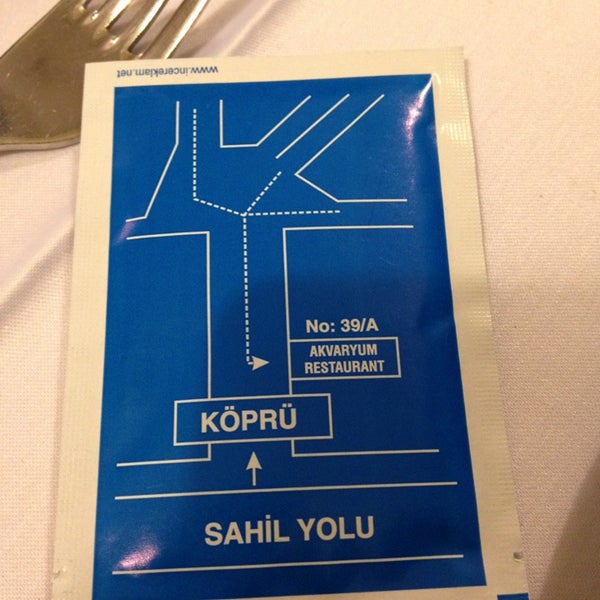 www.incereklam.net
No: 39/A
AKVARYUM
RESTAURANT
KÖPRÜ
SAHİL YOLU